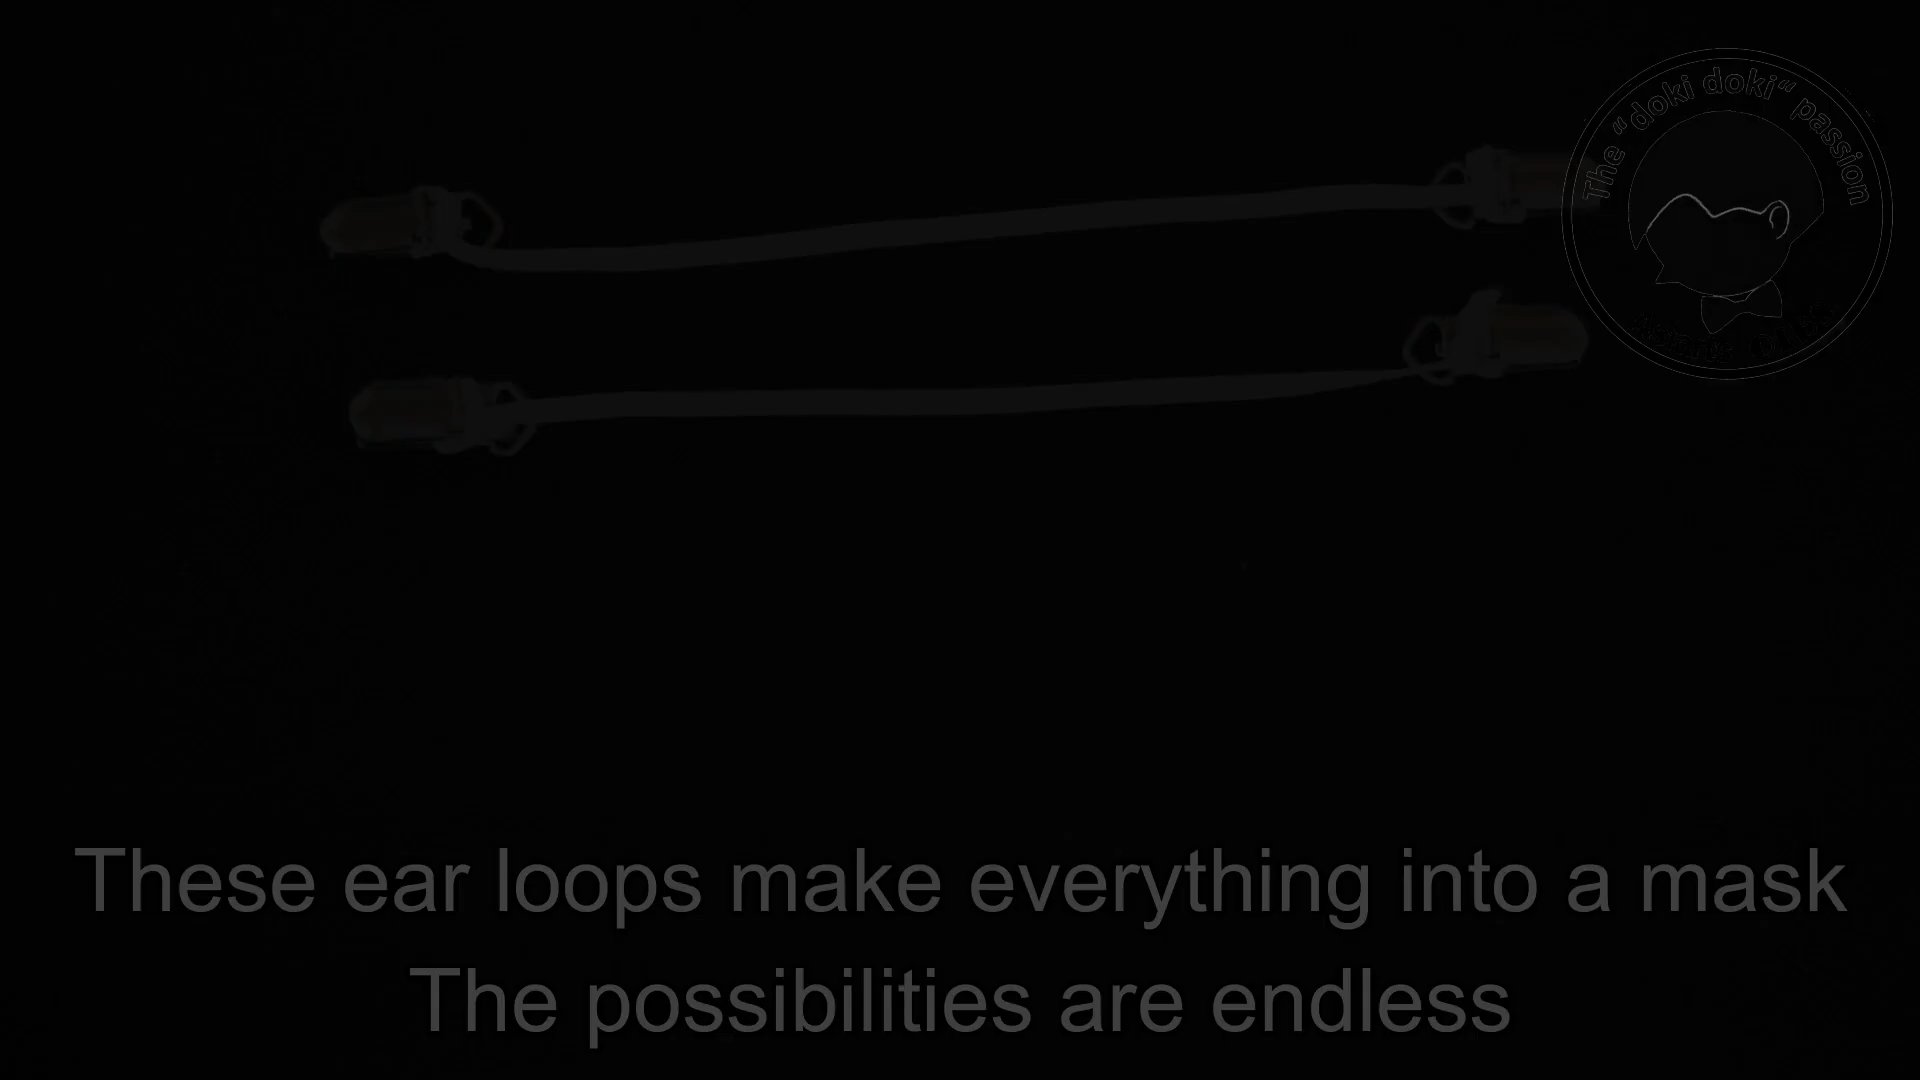 The “doki doki“ passion
These ear loops make everything into a mask
The possibilities are endless